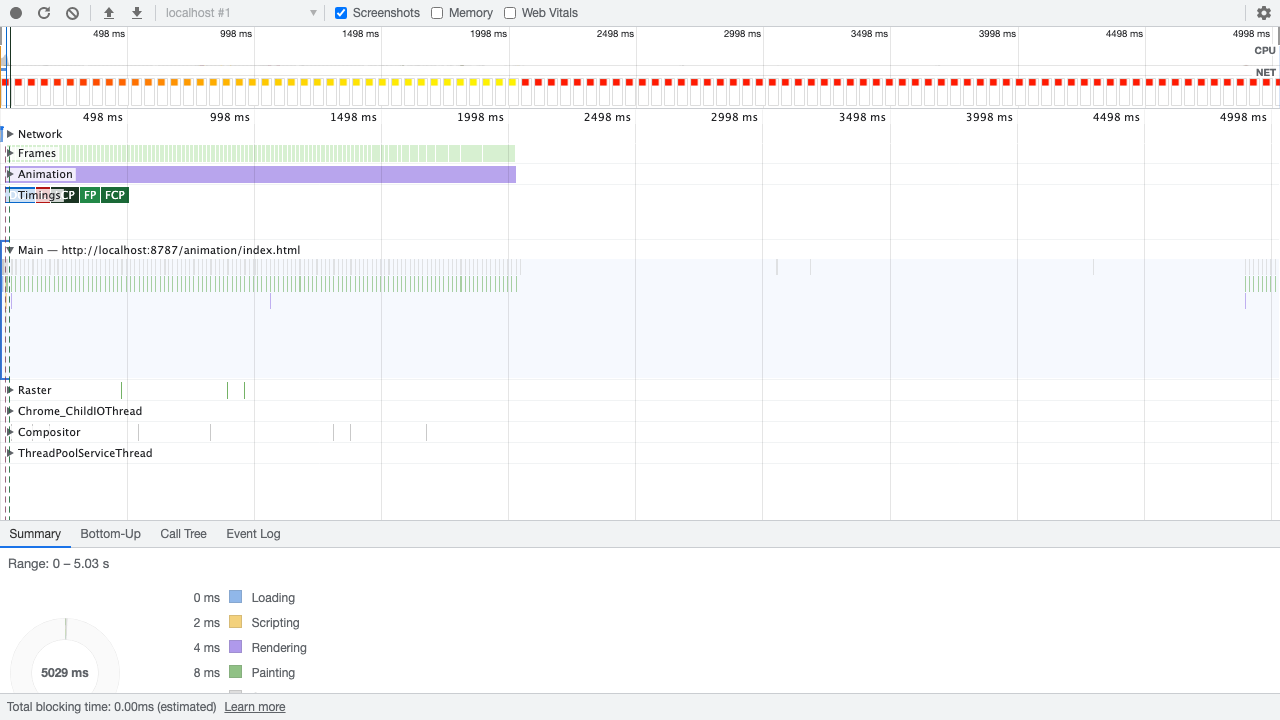 localhost #1 Screenshots Memory Web Vitals
498 ms 998 ms 1498 ms 1998 ms 2498 ms 2998 ms 3498 ms 3998 ms 4498 ms 4998 ms
CPU
NET
498 ms 998 ms 1498 ms 1998 ms 2498 ms 2998 ms 3498 ms 3998 ms 4498 ms 4998 ms
Network
Frames
Animation
Timings CP FP FCP
Main — http://localhost:8787/animation/index.html
Raster
Chrome_ChildIOThread
Compositor
ThreadPoolServiceThread
Summary Bottom-Up Call Tree Event Log
Range: 0 – 5.03 s
0 ms Loading
2 ms Scripting
4 ms Rendering
5029 ms
8 ms Painting
Total blocking time: 0.00ms (estimated) Learn more